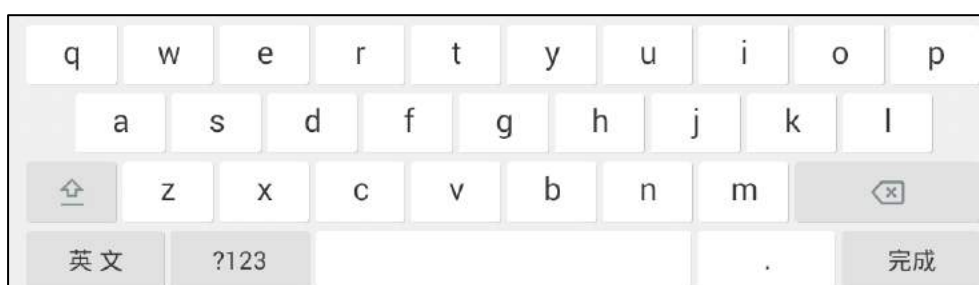 q w e r t y u i o p
a s d f g h j k l
z x c v b n m
英文 ?123 . 完成